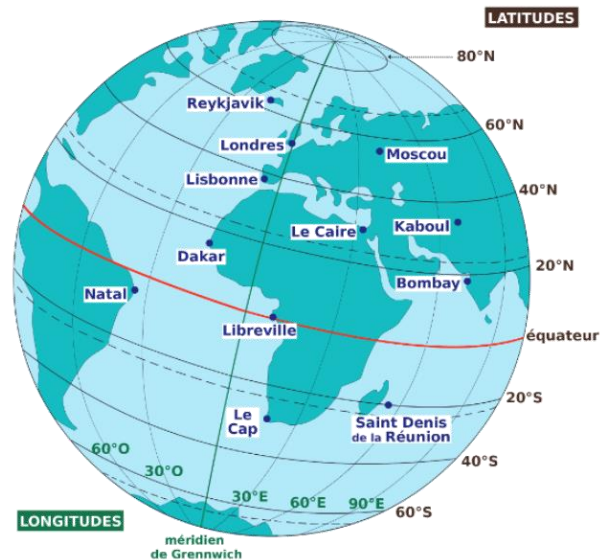 LATITUDES
80°N
Reykjavik
60°N
Londres
Moscou
Lisbonne
40°N
Le Caire
Kaboul
Dakar
20°N
Bombay
Natal
Libreville
équateur
20°S
Le
Cap
Saint Denis
de la Réunion
60°O
40°S
30°O
30°E
60°E
90°E
60°S
LONGITUDES
méridien
de Grennwich